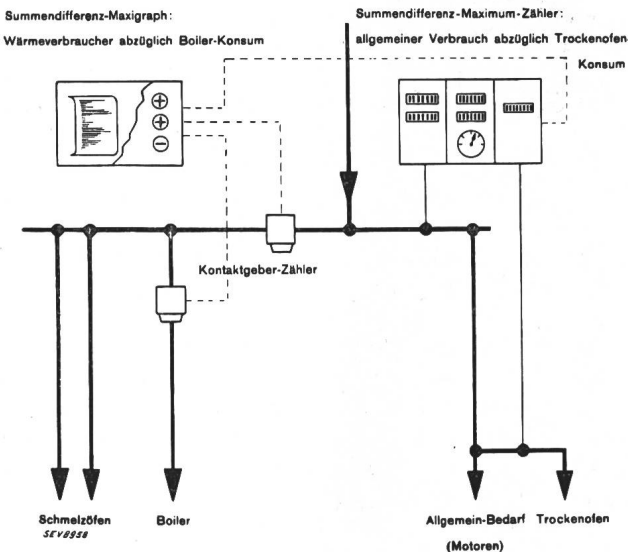 Summendifferenz-Maxigraph:
Wärmeverbraucher abzüglich Boiler-Konsum
Summendifferenz-Maximum-Zähler:
allgemeiner Verbrauch abzüglich Trockenofen
Konsum
Kontaktgeber-Zähler
Schmelzöfen
SEV8958
Boiler
Allgemein-Bedarf
(Motoren)
Trockenofen